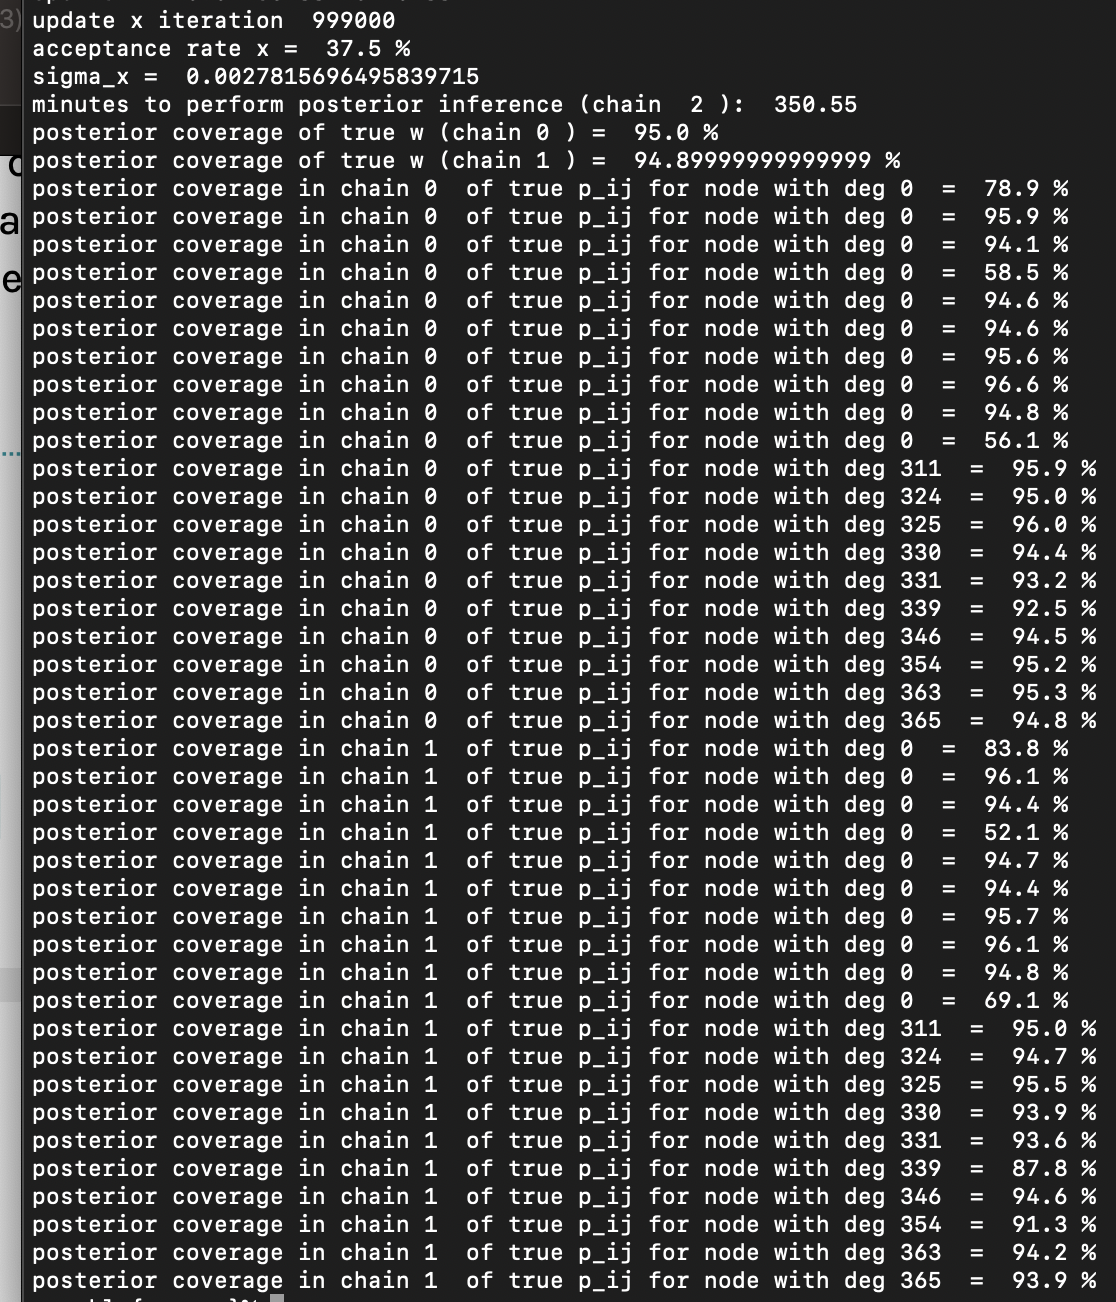 update x iteration  999000
acceptance rate x =  37.5 %
sigma_x =  0.0027815696495839715
minutes to perform posterior inference (chain  2 ):  350.55
posterior coverage of true w (chain 0 ) =  95.0 %
posterior coverage of true w (chain 1 ) =  94.89999999999999 %
posterior coverage in chain 0  of true p_ij for node with deg 0  =  78.9 %
posterior coverage in chain 0  of true p_ij for node with deg 0  =  95.9 %
posterior coverage in chain 0  of true p_ij for node with deg 0  =  94.1 %
posterior coverage in chain 0  of true p_ij for node with deg 0  =  58.5 %
posterior coverage in chain 0  of true p_ij for node with deg 0  =  94.6 %
posterior coverage in chain 0  of true p_ij for node with deg 0  =  94.6 %
posterior coverage in chain 0  of true p_ij for node with deg 0  =  95.6 %
posterior coverage in chain 0  of true p_ij for node with deg 0  =  96.6 %
posterior coverage in chain 0  of true p_ij for node with deg 0  =  94.8 %
posterior coverage in chain 0  of true p_ij for node with deg 0  =  56.1 %
posterior coverage in chain 0  of true p_ij for node with deg 311  =  95.9 %
posterior coverage in chain 0  of true p_ij for node with deg 324  =  95.0 %
posterior coverage in chain 0  of true p_ij for node with deg 325  =  96.0 %
posterior coverage in chain 0  of true p_ij for node with deg 330  =  94.4 %
posterior coverage in chain 0  of true p_ij for node with deg 331  =  93.2 %
posterior coverage in chain 0  of true p_ij for node with deg 339  =  92.5 %
posterior coverage in chain 0  of true p_ij for node with deg 346  =  94.5 %
posterior coverage in chain 0  of true p_ij for node with deg 354  =  95.2 %
posterior coverage in chain 0  of true p_ij for node with deg 363  =  95.3 %
posterior coverage in chain 0  of true p_ij for node with deg 365  =  94.8 %
posterior coverage in chain 1  of true p_ij for node with deg 0  =  83.8 %
posterior coverage in chain 1  of true p_ij for node with deg 0  =  96.1 %
posterior coverage in chain 1  of true p_ij for node with deg 0  =  94.4 %
posterior coverage in chain 1  of true p_ij for node with deg 0  =  52.1 %
posterior coverage in chain 1  of true p_ij for node with deg 0  =  94.7 %
posterior coverage in chain 1  of true p_ij for node with deg 0  =  94.4 %
posterior coverage in chain 1  of true p_ij for node with deg 0  =  95.7 %
posterior coverage in chain 1  of true p_ij for node with deg 0  =  96.1 %
posterior coverage in chain 1  of true p_ij for node with deg 0  =  94.8 %
posterior coverage in chain 1  of true p_ij for node with deg 0  =  69.1 %
posterior coverage in chain 1  of true p_ij for node with deg 311  =  95.0 %
posterior coverage in chain 1  of true p_ij for node with deg 324  =  94.7 %
posterior coverage in chain 1  of true p_ij for node with deg 325  =  95.5 %
posterior coverage in chain 1  of true p_ij for node with deg 330  =  93.9 %
posterior coverage in chain 1  of true p_ij for node with deg 331  =  93.6 %
posterior coverage in chain 1  of true p_ij for node with deg 339  =  87.8 %
posterior coverage in chain 1  of true p_ij for node with deg 346  =  94.6 %
posterior coverage in chain 1  of true p_ij for node with deg 354  =  91.3 %
posterior coverage in chain 1  of true p_ij for node with deg 363  =  94.2 %
posterior coverage in chain 1  of true p_ij for node with deg 365  =  93.9 %